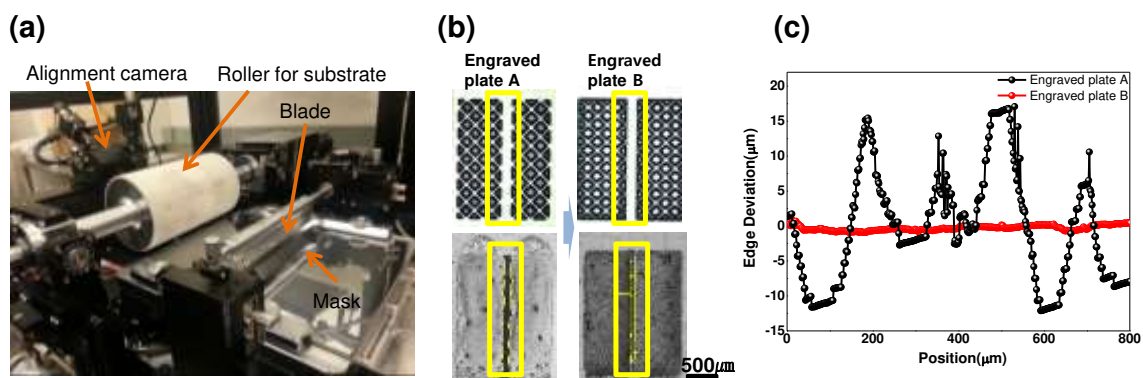 (a)
Alignment camera
Roller for substrate
Blade
Mask
(b)
Engraved
plate A
Engraved
plate B
500㎛
(c)
Engraved plate A
Engraved plate B
Edge Deviation(μm)
20
15
10
5
0
-5
-10
-15
0
200
400
600
800
Position(μm)